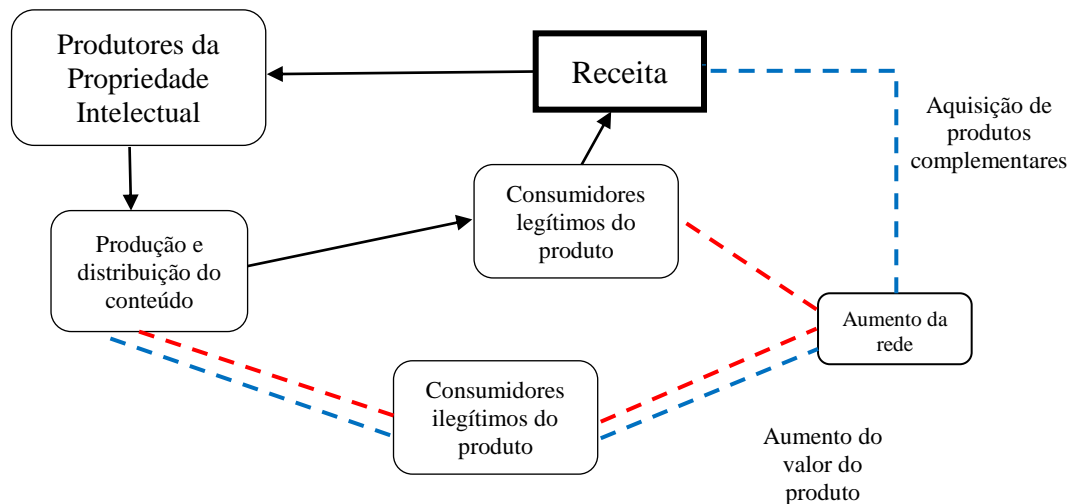 Produtores da
Propriedade
Intelectual
Receita
Aquisição de
produtos
complementares
Consumidores
legítimos do
produto
Produção e
distribuição do
conteúdo
Aumento da
rede
Consumidores
ilegítimos do
produto
Aumento do
valor do
produto